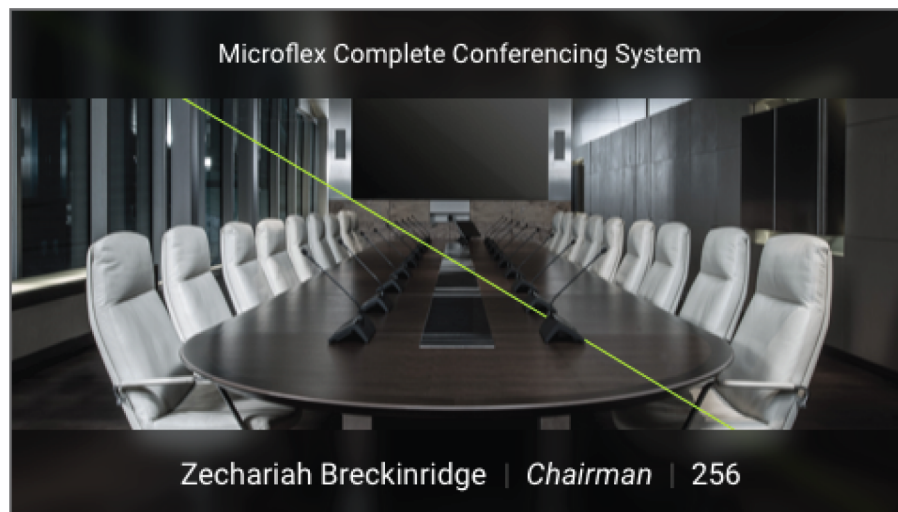 Microflex Complete Conferencing System
Zechariah Breckinridge | Chairman | 256